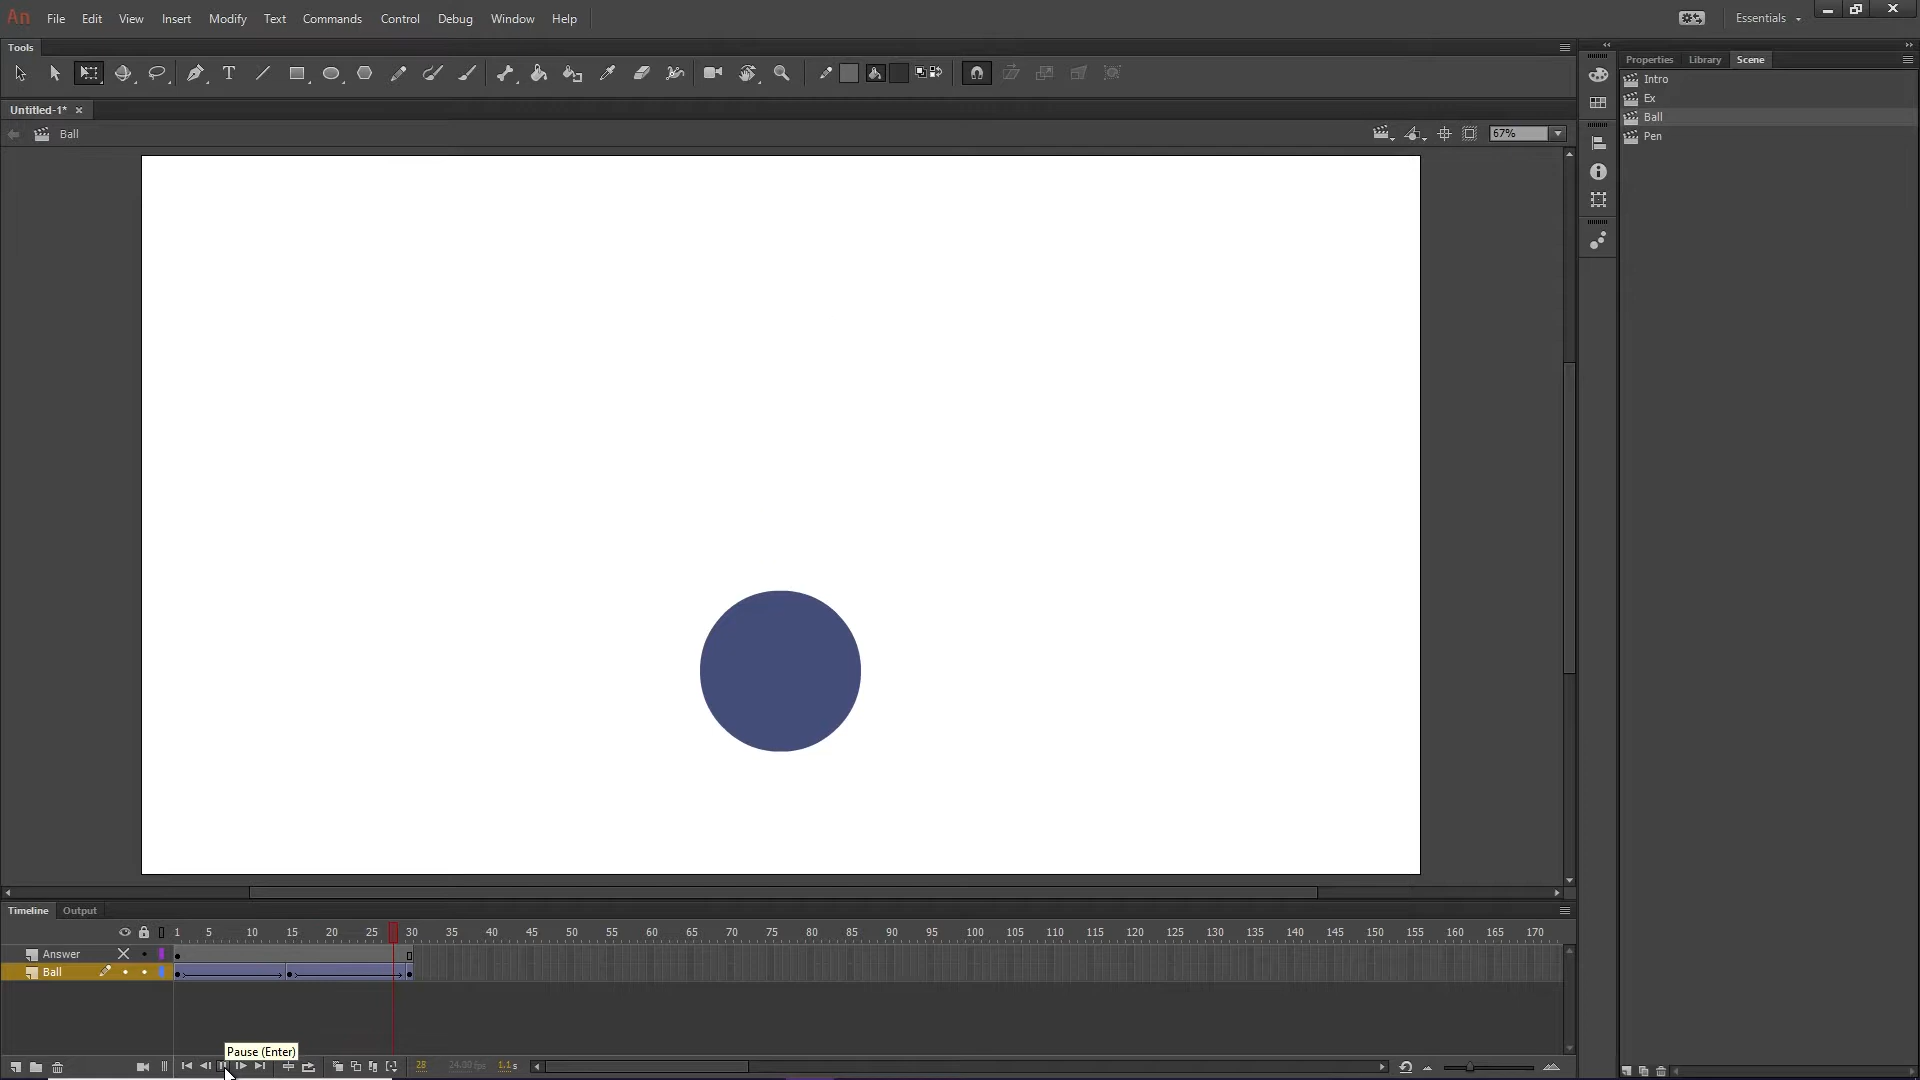 An File Edit View Insert Modify Text Commands Control Debug Window Help Essentials
Tools
Properties Library Scene
Intro
Ex
Ball
Pen
Untitled-1*
Ball 67%
Timeline Output
1 5 10 15 20 25 30 35 40 45 50 55 60 65 70 75 80 85 90 95 100 105 110 115 120 125 130 135 140 145 150 155 160 165 170
Answer
Ball
Pause (Enter)
28 24.00 fps 1.1 s